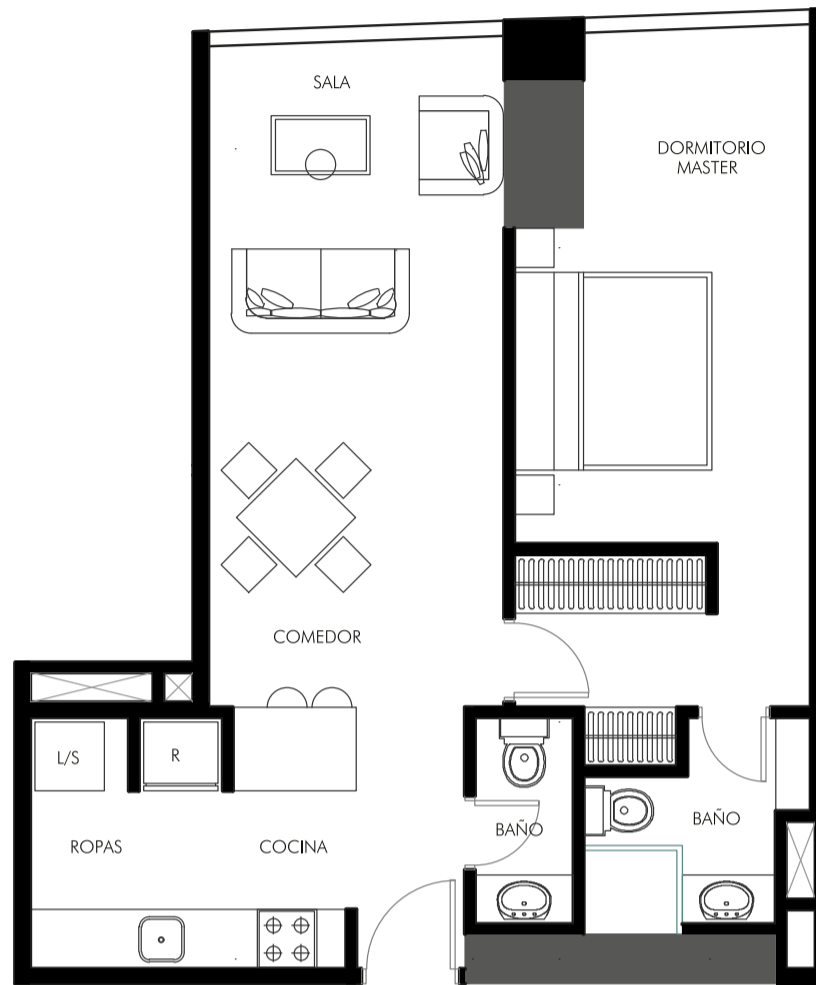 SALA
DORMITORIO
MASTER
COMEDOR
L/S
R
ROPAS
COCINA
BAÑO
BAÑO